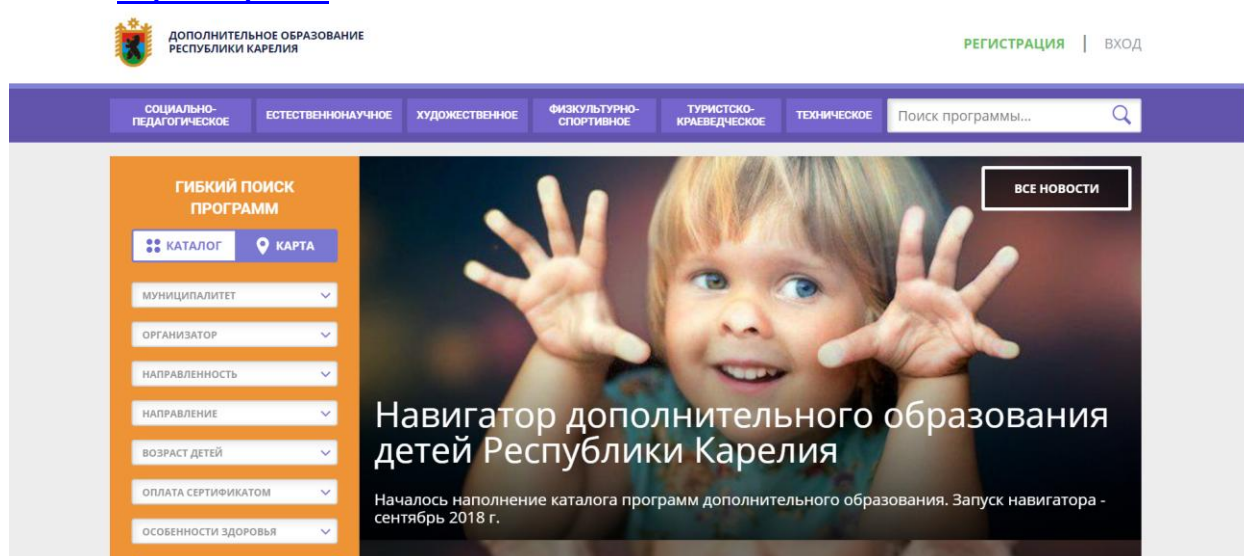 ДОПОЛНИТЕЛЬНОЕ ОБРАЗОВАНИЕ
РЕСПУБЛИКИ КАРЕЛИЯ
РЕГИСТРАЦИЯ | ВХОД
СОЦИАЛЬНО-
ПЕДАГОГИЧЕСКОЕ
ЕСТЕСТВЕННОНАУЧНОЕ
ХУДОЖЕСТВЕННОЕ
ФИЗКУЛЬТУРНО-
СПОРТИВНОЕ
ТУРИСТСКО-
КРАЕВЕДЧЕСКОЕ
ТЕХНИЧЕСКОЕ
Поиск программы...
ГИБКИЙ ПОИСК
ПРОГРАММ
КАТАЛОГ
КАРТА
МУНИЦИПАЛИТЕТ
ОРГАНИЗАТОР
НАПРАВЛЕННОСТЬ
НАПРАВЛЕНИЕ
ВОЗРАСТ ДЕТЕЙ
ОПЛАТА СЕРТИФИКАТОМ
ОСОБЕННОСТИ ЗДОРОВЬЯ
ВСЕ НОВОСТИ
Навигатор дополнительного образования
детей Республики Карелия
Началось наполнение каталога программ дополнительного образования. Запуск навигатора -
сентябрь 2018 г.